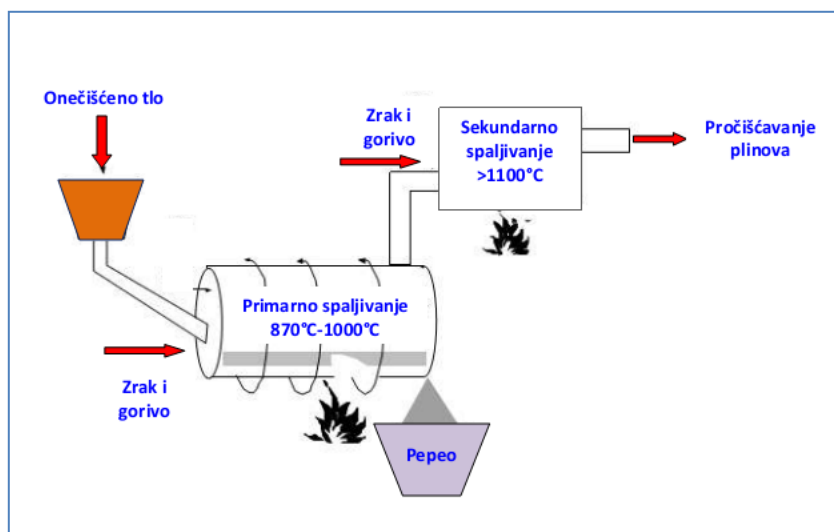 Onečišćeno tlo
Zrak i
gorivo
Sekundarno
spaljivanje
>1100°C
Pročišćavanje
plinova
Primarno spaljivanje
870°C-1000°C
Zrak i
gorivo
Pepeo